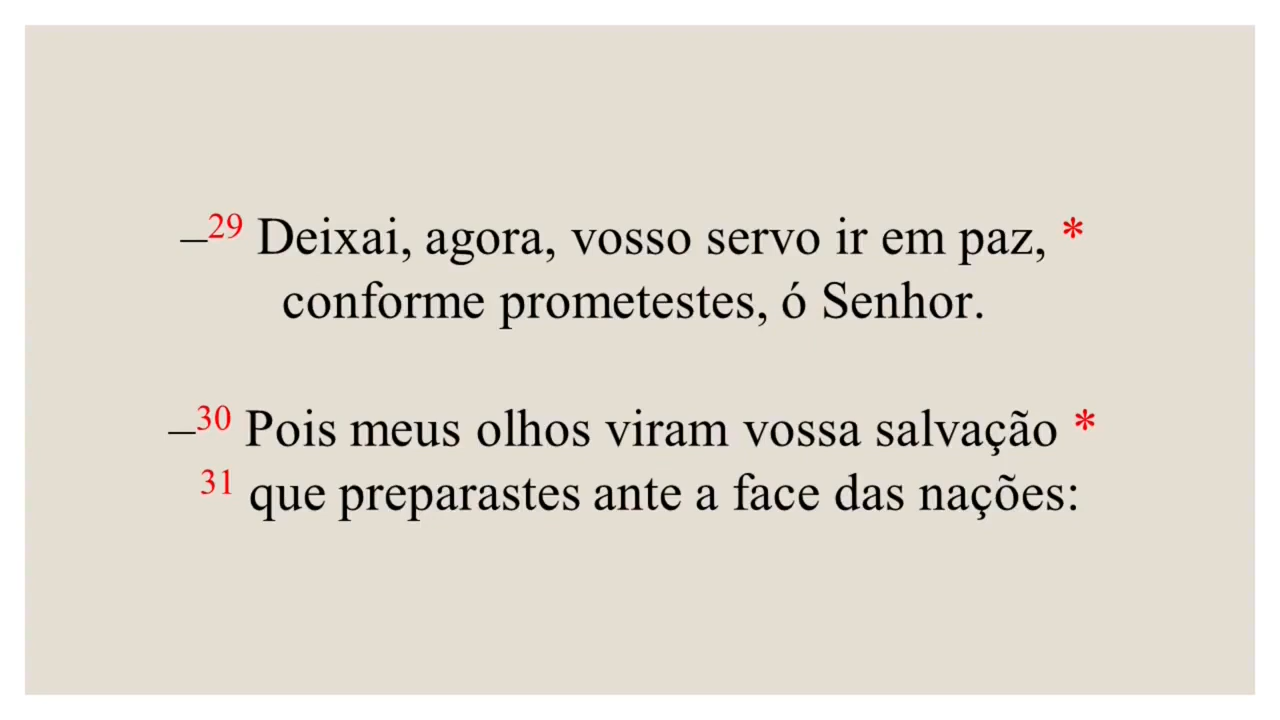 –29 Deixai, agora, vosso servo ir em paz, *
conforme prometestes, ó Senhor.
–30 Pois meus olhos viram vossa salvação *
31 que preparastes ante a face das nações: